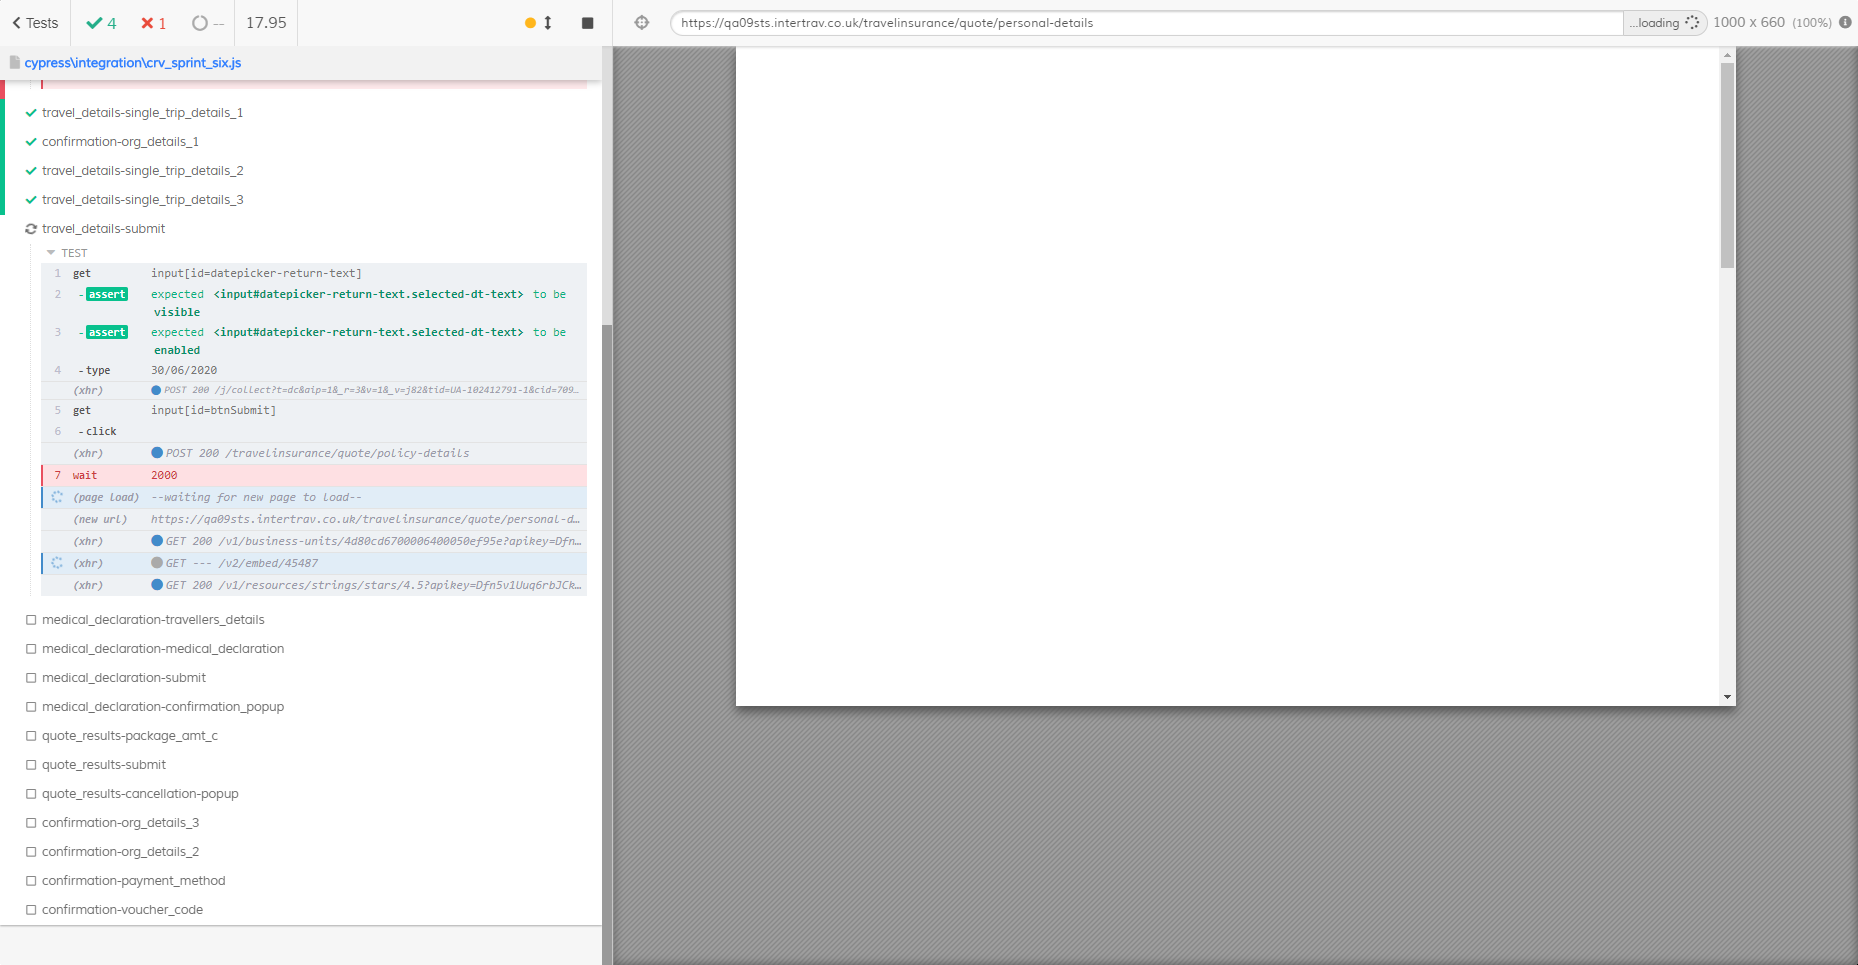 Tests 4 1 -- 17.95
https://qa09sts.intertrav.co.uk/travelinsurance/quote/personal-details ...loading 1000 x 660 (100%)
cypress\integration\crv_sprint_six.js
travel_details-single_trip_details_1
confirmation-org_details_1
travel_details-single_trip_details_2
travel_details-single_trip_details_3
travel_details-submit
TEST
1 get input[id=datepicker-return-text]
2 -assert expected <input#datepicker-return-text.selected-dt-text> to be
visible
3 -assert expected <input#datepicker-return-text.selected-dt-text> to be
enabled
4 -type 30/06/2020
(xhr) POST 200 /j/collect?t=dc&aip=1&_r=3&v=1&_v=j82&tid=UA-102412791-1&cid=709...
5 get input[id=btnSubmit]
6 -click
(xhr) POST 200 /travelinsurance/quote/policy-details
7 wait 2000
(page load) --waiting for new page to load--
(new url) https://qa09sts.intertrav.co.uk/travelinsurance/quote/personal-d...
(xhr) GET 200 /v1/business-units/4d80cd6700006400050ef95e?apikey=Dfn...
(xhr) GET --- /v2/embed/45487
(xhr) GET 200 /v1/resources/strings/stars/4.5?apikey=Dfn5v1Uuq6rbJCk...
medical_declaration-travellers_details
medical_declaration-medical_declaration
medical_declaration-submit
medical_declaration-confirmation_popup
quote_results-package_amt_c
quote_results-submit
quote_results-cancellation-popup
confirmation-org_details_3
confirmation-org_details_2
confirmation-payment_method
confirmation-voucher_code